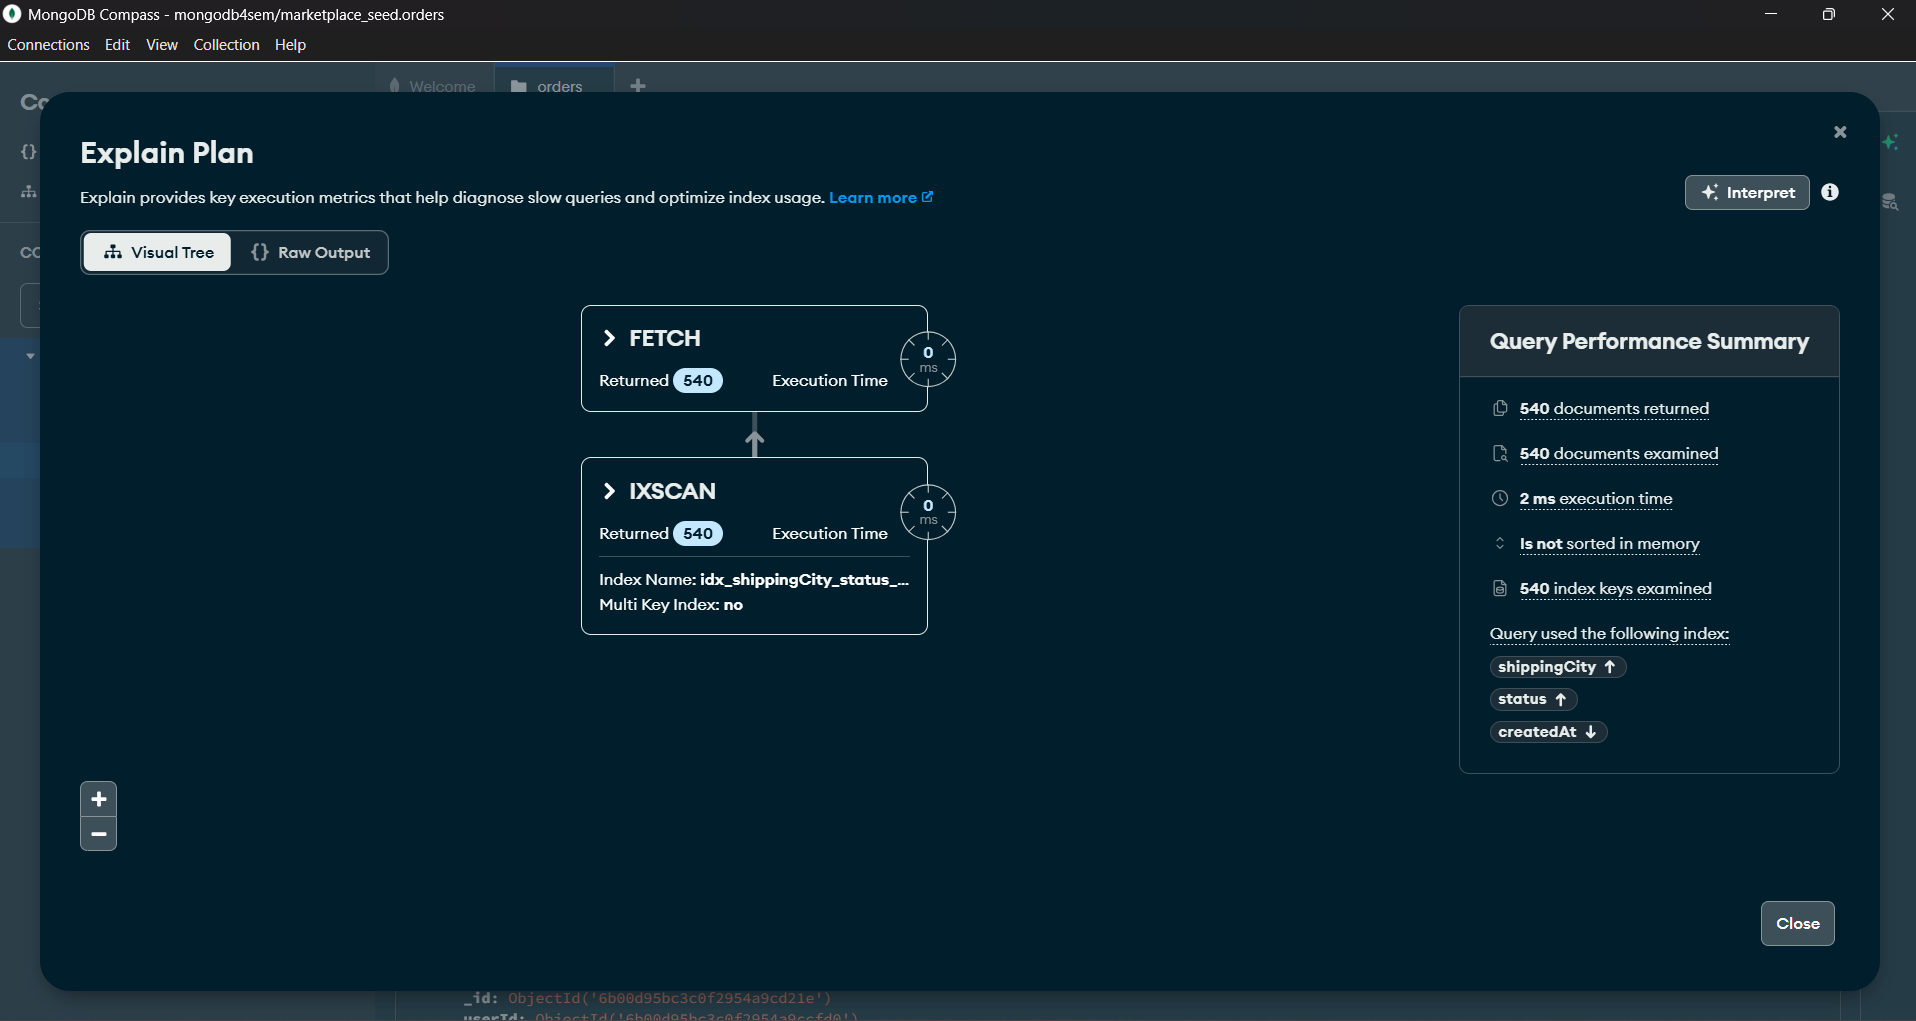 MongoDB Compass - mongodb4sem/marketplace_seed.orders
Connections Edit View Collection Help
Welcome orders
Co
Explain Plan
Explain provides key execution metrics that help diagnose slow queries and optimize index usage. Learn more
Interpret
Visual Tree {} Raw Output
FETCH
Returned 540 Execution Time 0 ms
IXSCAN
Returned 540 Execution Time 0 ms
Index Name: idx_shippingCity_status_...
Multi Key Index: no
Query Performance Summary
540 documents returned
540 documents examined
2 ms execution time
Is not sorted in memory
540 index keys examined
Query used the following index:
shippingCity ↑
status ↑
createdAt ↓
+
−
Close
_id: ObjectId('6b00d95bc3c0f2954a9cd21e')